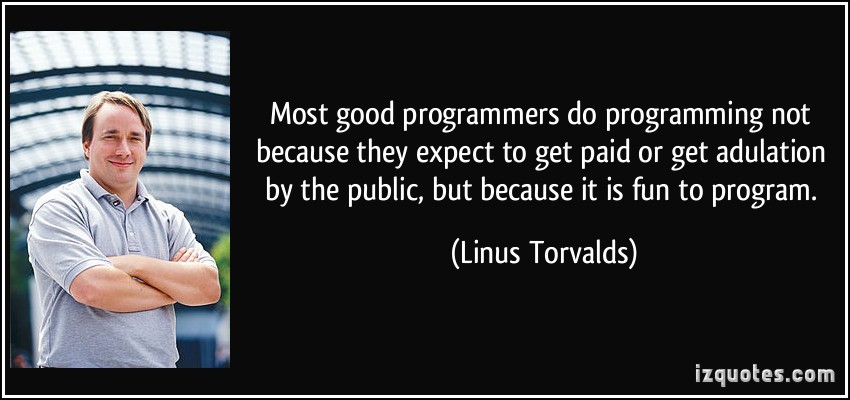 Most good programmers do programming not
because they expect to get paid or get adulation
by the public, but because it is fun to program.
(Linus Torvalds)
izquotes.com